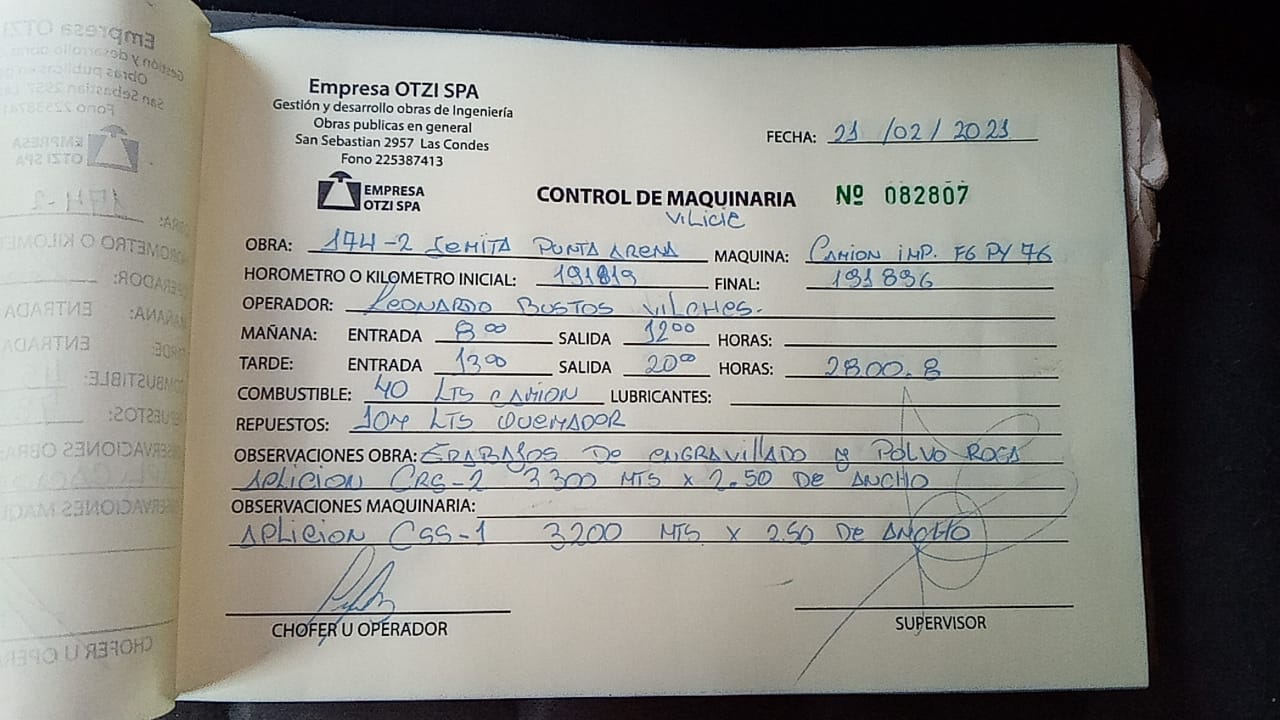 Empresa OTZI SPA
Gestión y desarrollo obras de Ingeniería
Obras publicas en general
San Sebastian 2957 Las Condes
Fono 225387413
EMPRESA
OTZI SPA
FECHA: 21/02/2021
CONTROL DE MAQUINARIA Nº 082807
ViLiCiC
OBRA: 174-2 PUNTA ARENA MAQUINA: CAMION IMP. FG PY 76
HOROMETRO O KILOMETRO INICIAL: 191819 FINAL: 191896
OPERADOR: LEONARDO BUSTOS VILCHES.
MAÑANA: ENTRADA 8 00 SALIDA 12 00 HORAS:
TARDE: ENTRADA 13 00 SALIDA 20 00 HORAS: 2800.8
COMBUSTIBLE: 40 LTS CAMION LUBRICANTES:
REPUESTOS: LTS QUEMADOR
OBSERVACIONES OBRA: TRABAJOS DE ENGRAVILLADO y POLVO ROCA
APLICION CRS-2 3300 MTS x 2.50 DE ANCHO
OBSERVACIONES MAQUINARIA:
APLICION CSS-1 3200 MTS x 2.50 DE ANCHO
CHOFER U OPERADOR SUPERVISOR